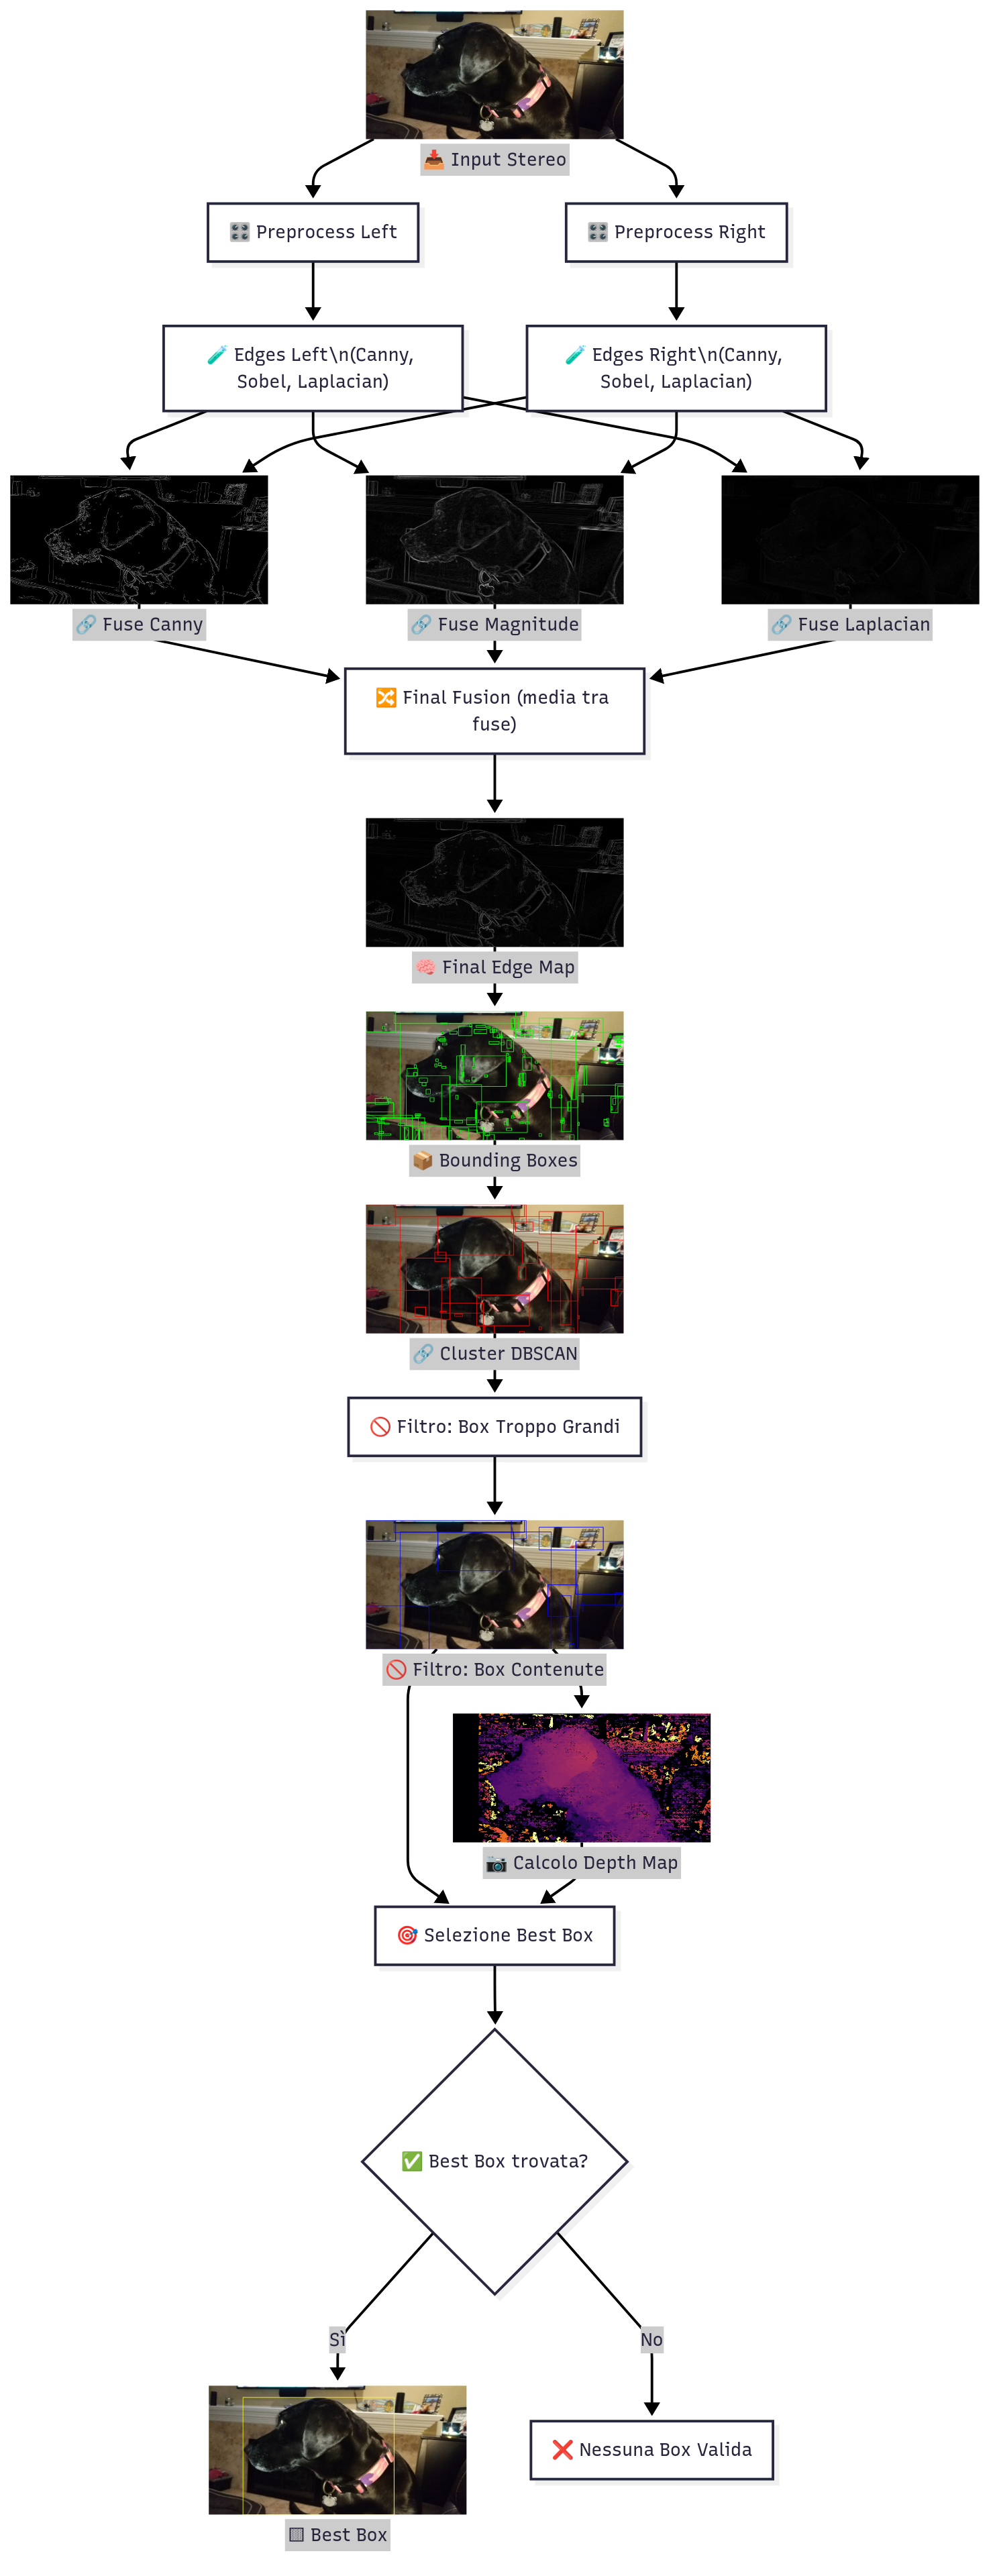 📥 Input Stereo
🎛️ Preprocess Left
🎛️ Preprocess Right
🧪 Edges Left\n(Canny,
Sobel, Laplacian)
🧪 Edges Right\n(Canny,
Sobel, Laplacian)
🔗 Fuse Canny
🔗 Fuse Magnitude
🔗 Fuse Laplacian
🔀 Final Fusion (media tra
fuse)
🧠 Final Edge Map
📦 Bounding Boxes
🔗 Cluster DBSCAN
🚫 Filtro: Box Troppo Grandi
🚫 Filtro: Box Contenute
📷 Calcolo Depth Map
🎯 Selezione Best Box
✅ Best Box trovata?
Sì
No
❌ Nessuna Box Valida
🟨 Best Box